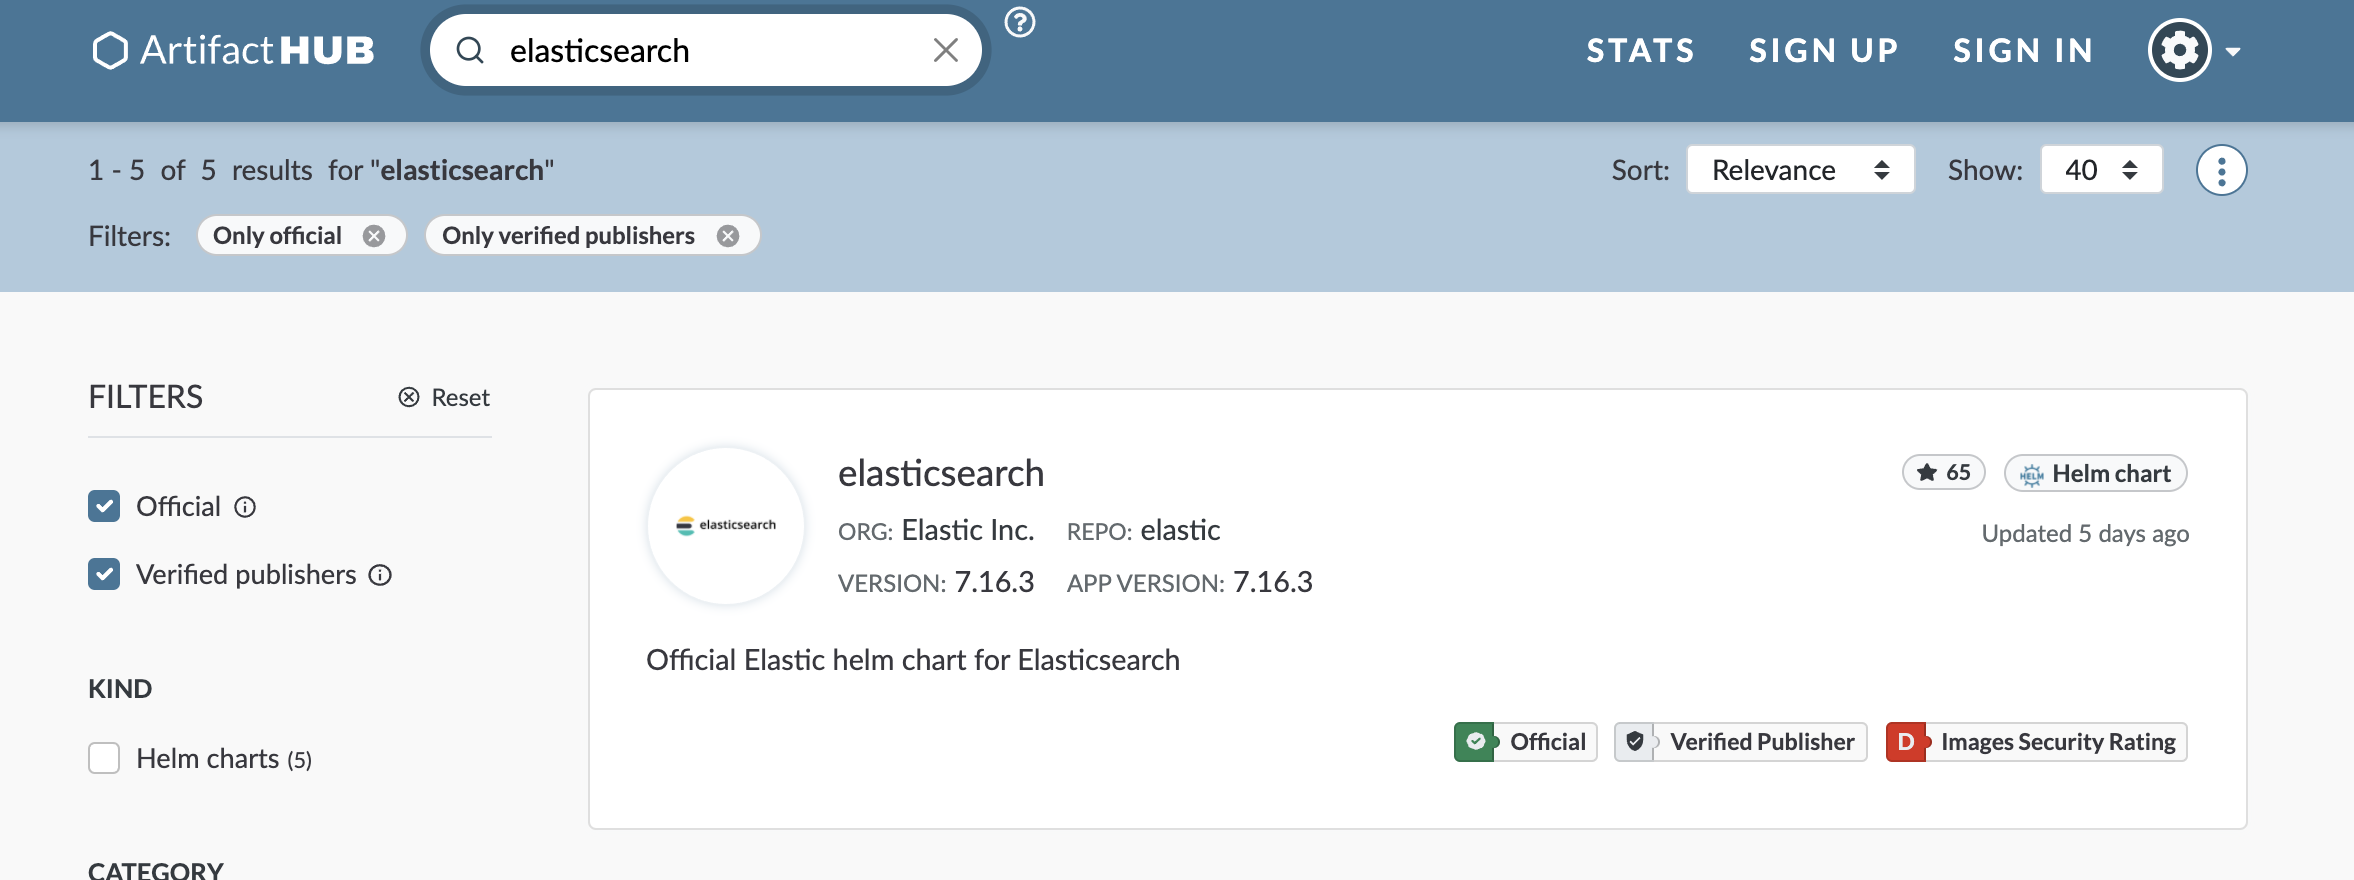 ArtifactHUB
elasticsearch
STATS SIGN UP SIGN IN
1 - 5 of 5 results for "elasticsearch"
Sort: Relevance Show: 40
Filters: Only official Only verified publishers
FILTERS Reset
Official
Verified publishers
KIND
Helm charts (5)
CATEGORY
elasticsearch
elasticsearch
65 HELM Helm chart
ORG: Elastic Inc. REPO: elastic
Updated 5 days ago
VERSION: 7.16.3 APP VERSION: 7.16.3
Official Elastic helm chart for Elasticsearch
Official Verified Publisher D Images Security Rating